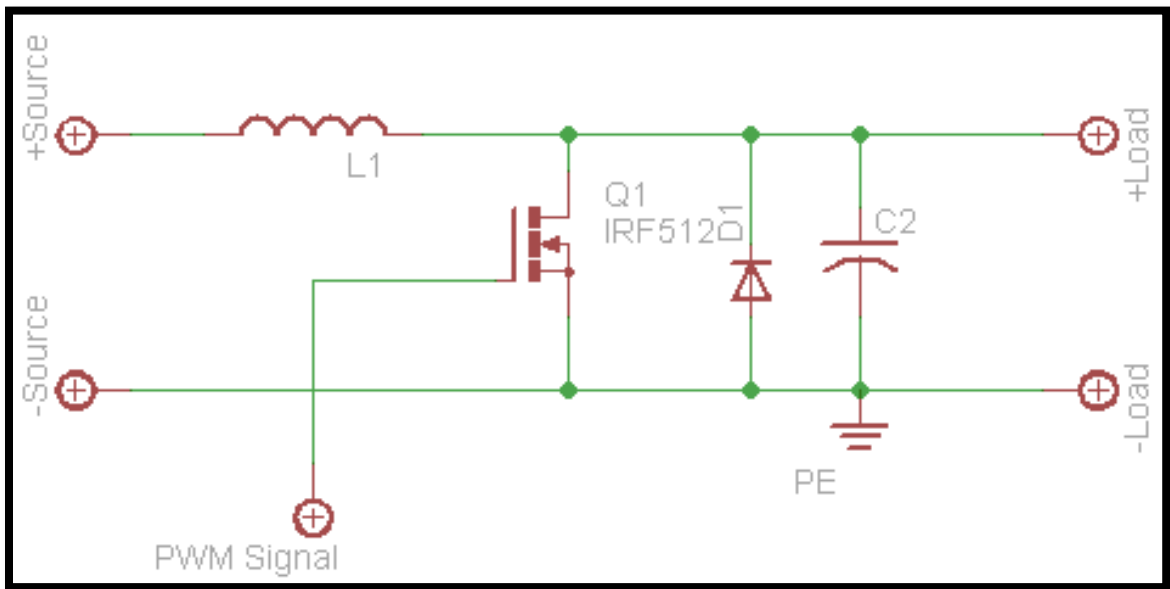 +Source
L1
Q1
IRF512
D1
C2
+Load
-Source
-Load
PE
PWM Signal